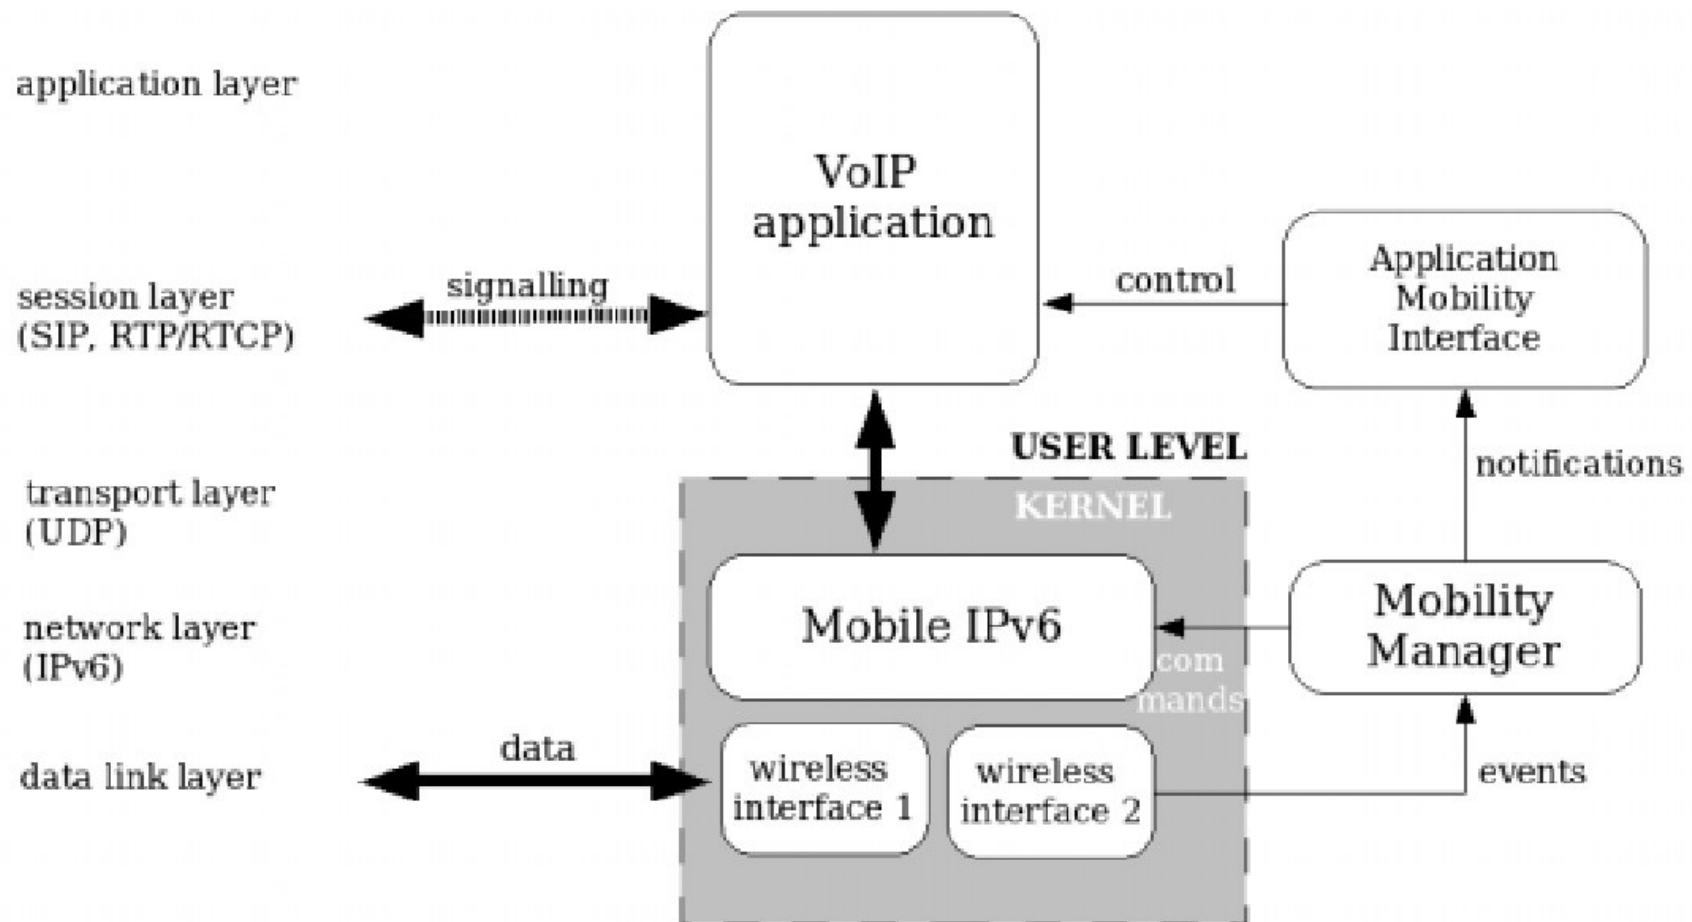 application layer
VoIP
application
session layer
(SIP, RTP/RTCP)
signalling
control
Application
Mobility
Interface
USER LEVEL
KERNEL
notifications
transport layer
(UDP)
network layer
(IPv6)
Mobile IPv6
com
mands
Mobility
Manager
data link layer
data
wireless
interface 1
wireless
interface 2
events